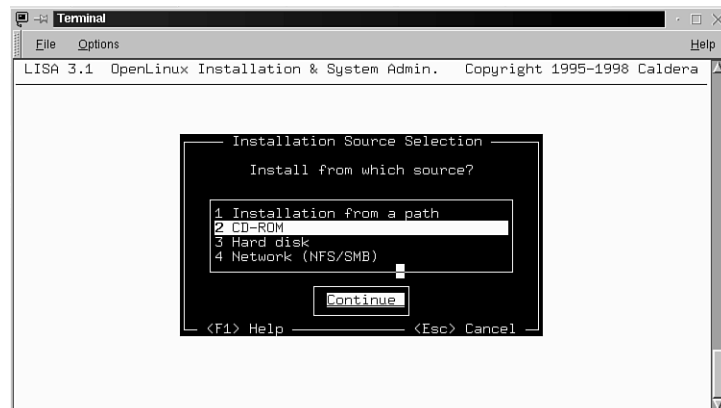 Terminal
File Options Help
LISA 3.1 OpenLinux Installation & System Admin. Copyright 1995-1998 Caldera
Installation Source Selection
Install from which source?
1 Installation from a path
2 CD-ROM
3 Hard disk
4 Network (NFS/SMB)
Continue
<F1> Help <Esc> Cancel